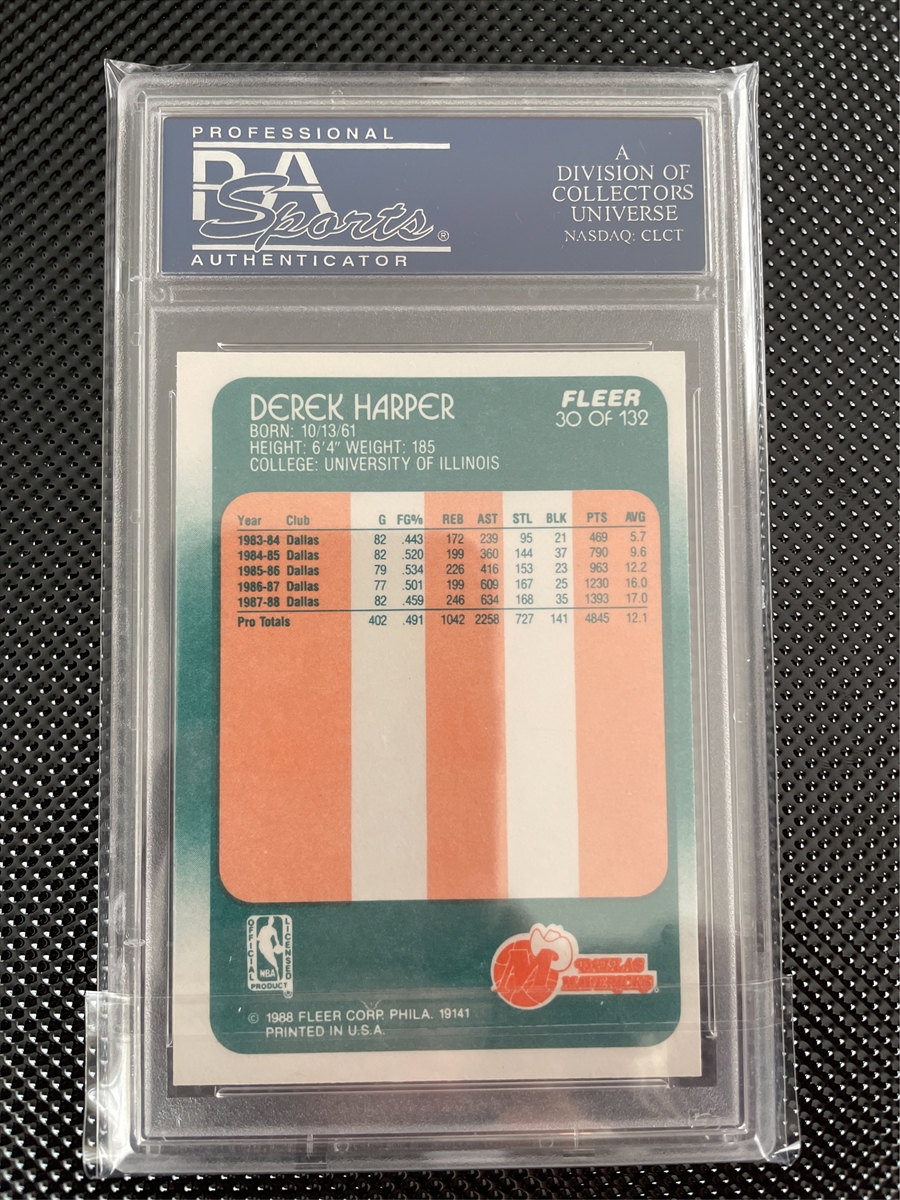 PROFESSIONAL
PSA
Sports®
AUTHENTICATOR
A
DIVISION OF
COLLECTORS
UNIVERSE
NASDAQ: CLCT
DEREK HARPER
BORN: 10/13/61
HEIGHT: 6'4" WEIGHT: 185
COLLEGE: UNIVERSITY OF ILLINOIS
FLEER
30 OF 132
Year Club G FG% REB AST STL BLK PTS AVG
1983-84 Dallas 82 .443 172 239 95 21 469 5.7
1984-85 Dallas 82 .520 199 360 144 37 790 9.6
1985-86 Dallas 79 .534 226 416 153 23 963 12.2
1986-87 Dallas 77 .501 199 609 167 25 1230 16.0
1987-88 Dallas 82 .459 246 634 168 35 1393 17.0
Pro Totals 402 .491 1042 2258 727 141 4845 12.1
OFFICIAL LICENSED
NBA
PRODUCT ®
M DALLAS
MAVERICKS
© 1988 FLEER CORP. PHILA. 19141
PRINTED IN U.S.A.